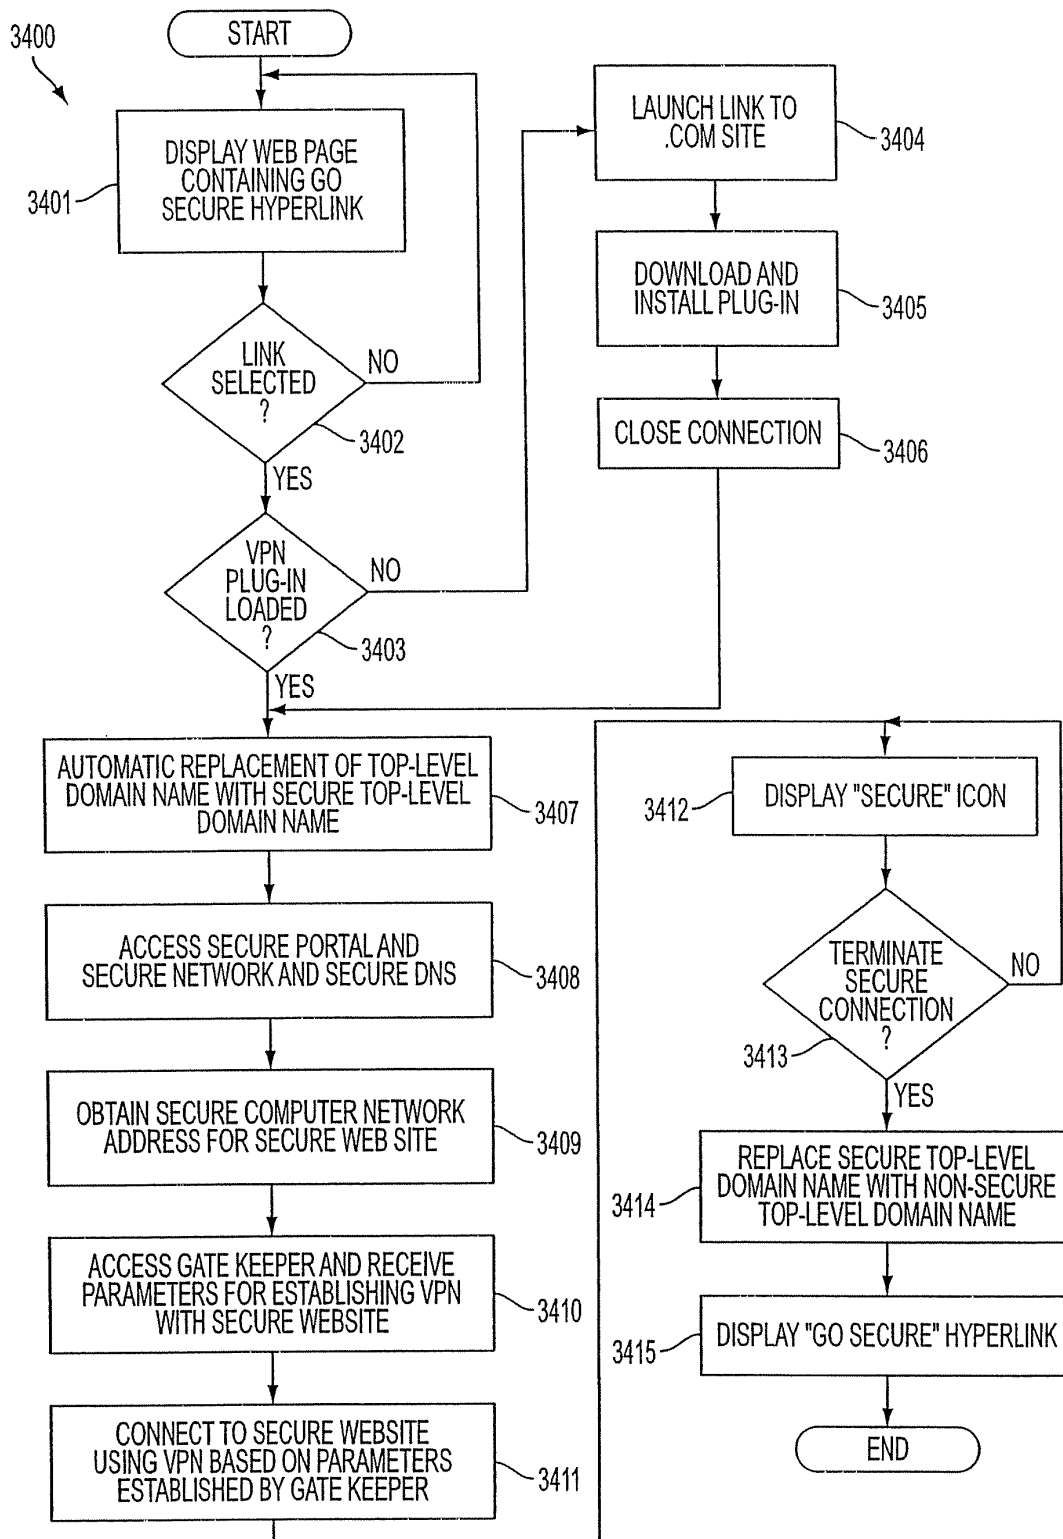 3400
START
DISPLAY WEB PAGE
CONTAINING GO
SECURE HYPERLINK
3401
LINK
SELECTED
?
NO
3402
YES
VPN
PLUG-IN
LOADED
?
NO
3403
YES
LAUNCH LINK TO
.COM SITE
3404
DOWNLOAD AND
INSTALL PLUG-IN
3405
CLOSE CONNECTION
3406
AUTOMATIC REPLACEMENT OF TOP-LEVEL
DOMAIN NAME WITH SECURE TOP-LEVEL
DOMAIN NAME
3407
ACCESS SECURE PORTAL AND
SECURE NETWORK AND SECURE DNS
3408
OBTAIN SECURE COMPUTER NETWORK
ADDRESS FOR SECURE WEB SITE
3409
ACCESS GATE KEEPER AND RECEIVE
PARAMETERS FOR ESTABLISHING VPN
WITH SECURE WEBSITE
3410
CONNECT TO SECURE WEBSITE
USING VPN BASED ON PARAMETERS
ESTABLISHED BY GATE KEEPER
3411
3412
DISPLAY "SECURE" ICON
TERMINATE
SECURE
CONNECTION
?
NO
3413
YES
REPLACE SECURE TOP-LEVEL
DOMAIN NAME WITH NON-SECURE
TOP-LEVEL DOMAIN NAME
3414
DISPLAY "GO SECURE" HYPERLINK
3415
END